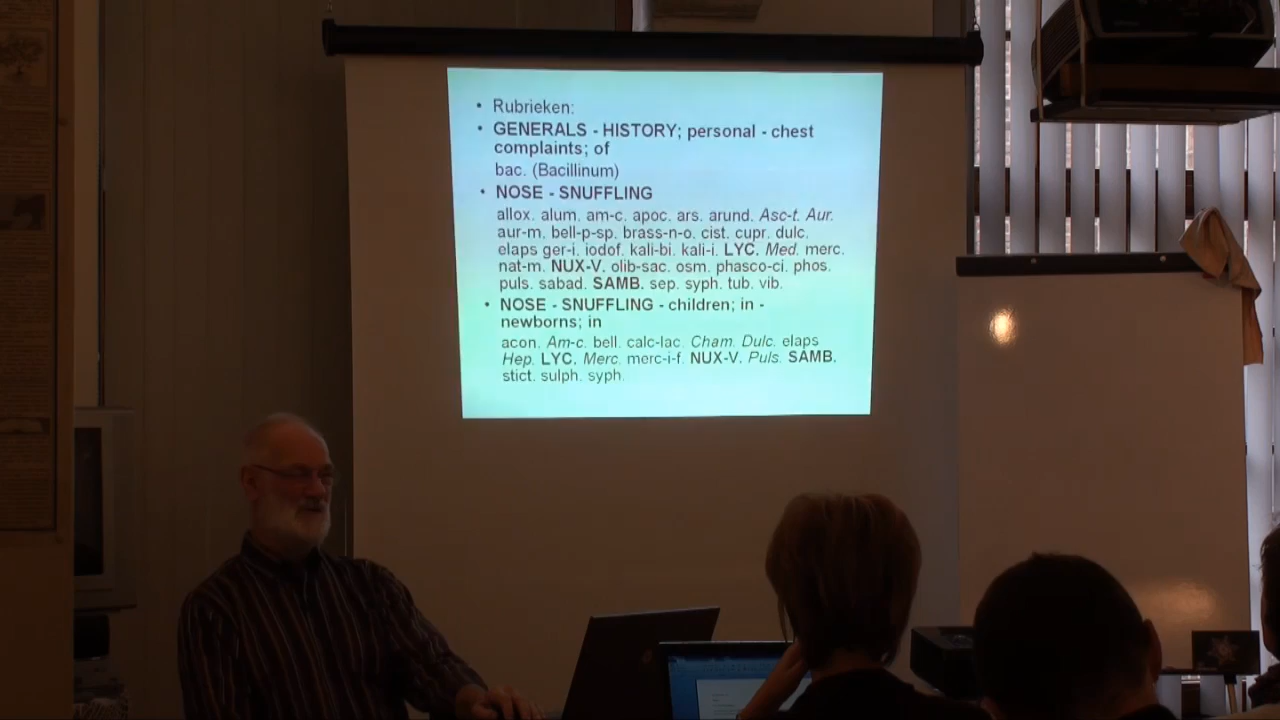 • Rubrieken:
• GENERALS - HISTORY; personal - chest
complaints; of
bac. (Bacillinum)
• NOSE - SNUFFLING
allox. alum. am-c. apoc. ars. arund. Asc-t. Aur.
aur-m. bell-p-sp. brass-n-o. cist. cupr. dulc.
elaps ger-i. iodof. kali-bi. kali-i. LYC. Med. merc.
nat-m. NUX-V. olib-sac. osm. phasco-ci. phos.
puls. sabad. SAMB. sep. syph. tub. vib.
• NOSE - SNUFFLING - children; in -
newborns; in
acon. Am-c. bell. calc-lac. Cham. Dulc. elaps
Hep. LYC. Merc. merc-i-f. NUX-V. Puls. SAMB.
stict. sulph. syph.